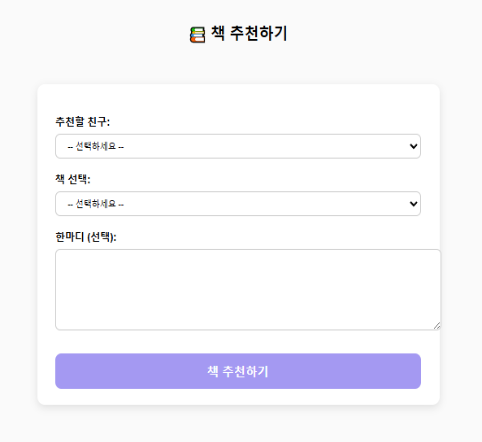 📚 책 추천하기
추천할 친구:
-- 선택하세요 --
책 선택:
-- 선택하세요 --
한마디 (선택):
책 추천하기